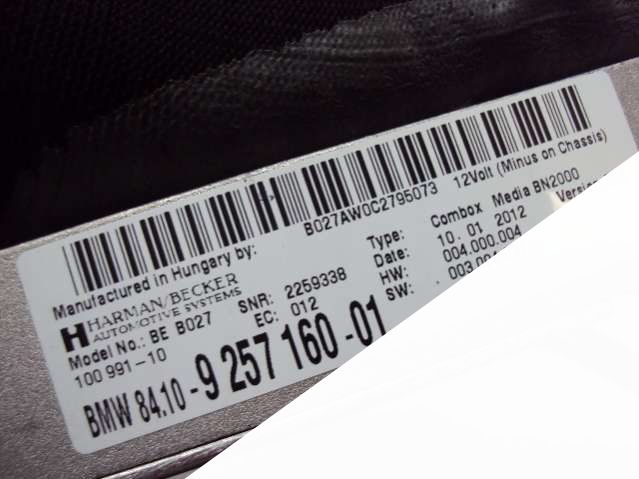 B027AW0C2795073 12Volt (Minus on Chassis)
Manufactured in Hungary by:
HARMAN/BECKER
AUTOMOTIVE SYSTEMS
Model No.: BE B027
100 991-10
SNR: 2259338
EC: 012
Type: Combox Media BN2000
Date: 10. 01 2012
HW: 004.000.004
SW:
BMW 84.10-9 257 160-01